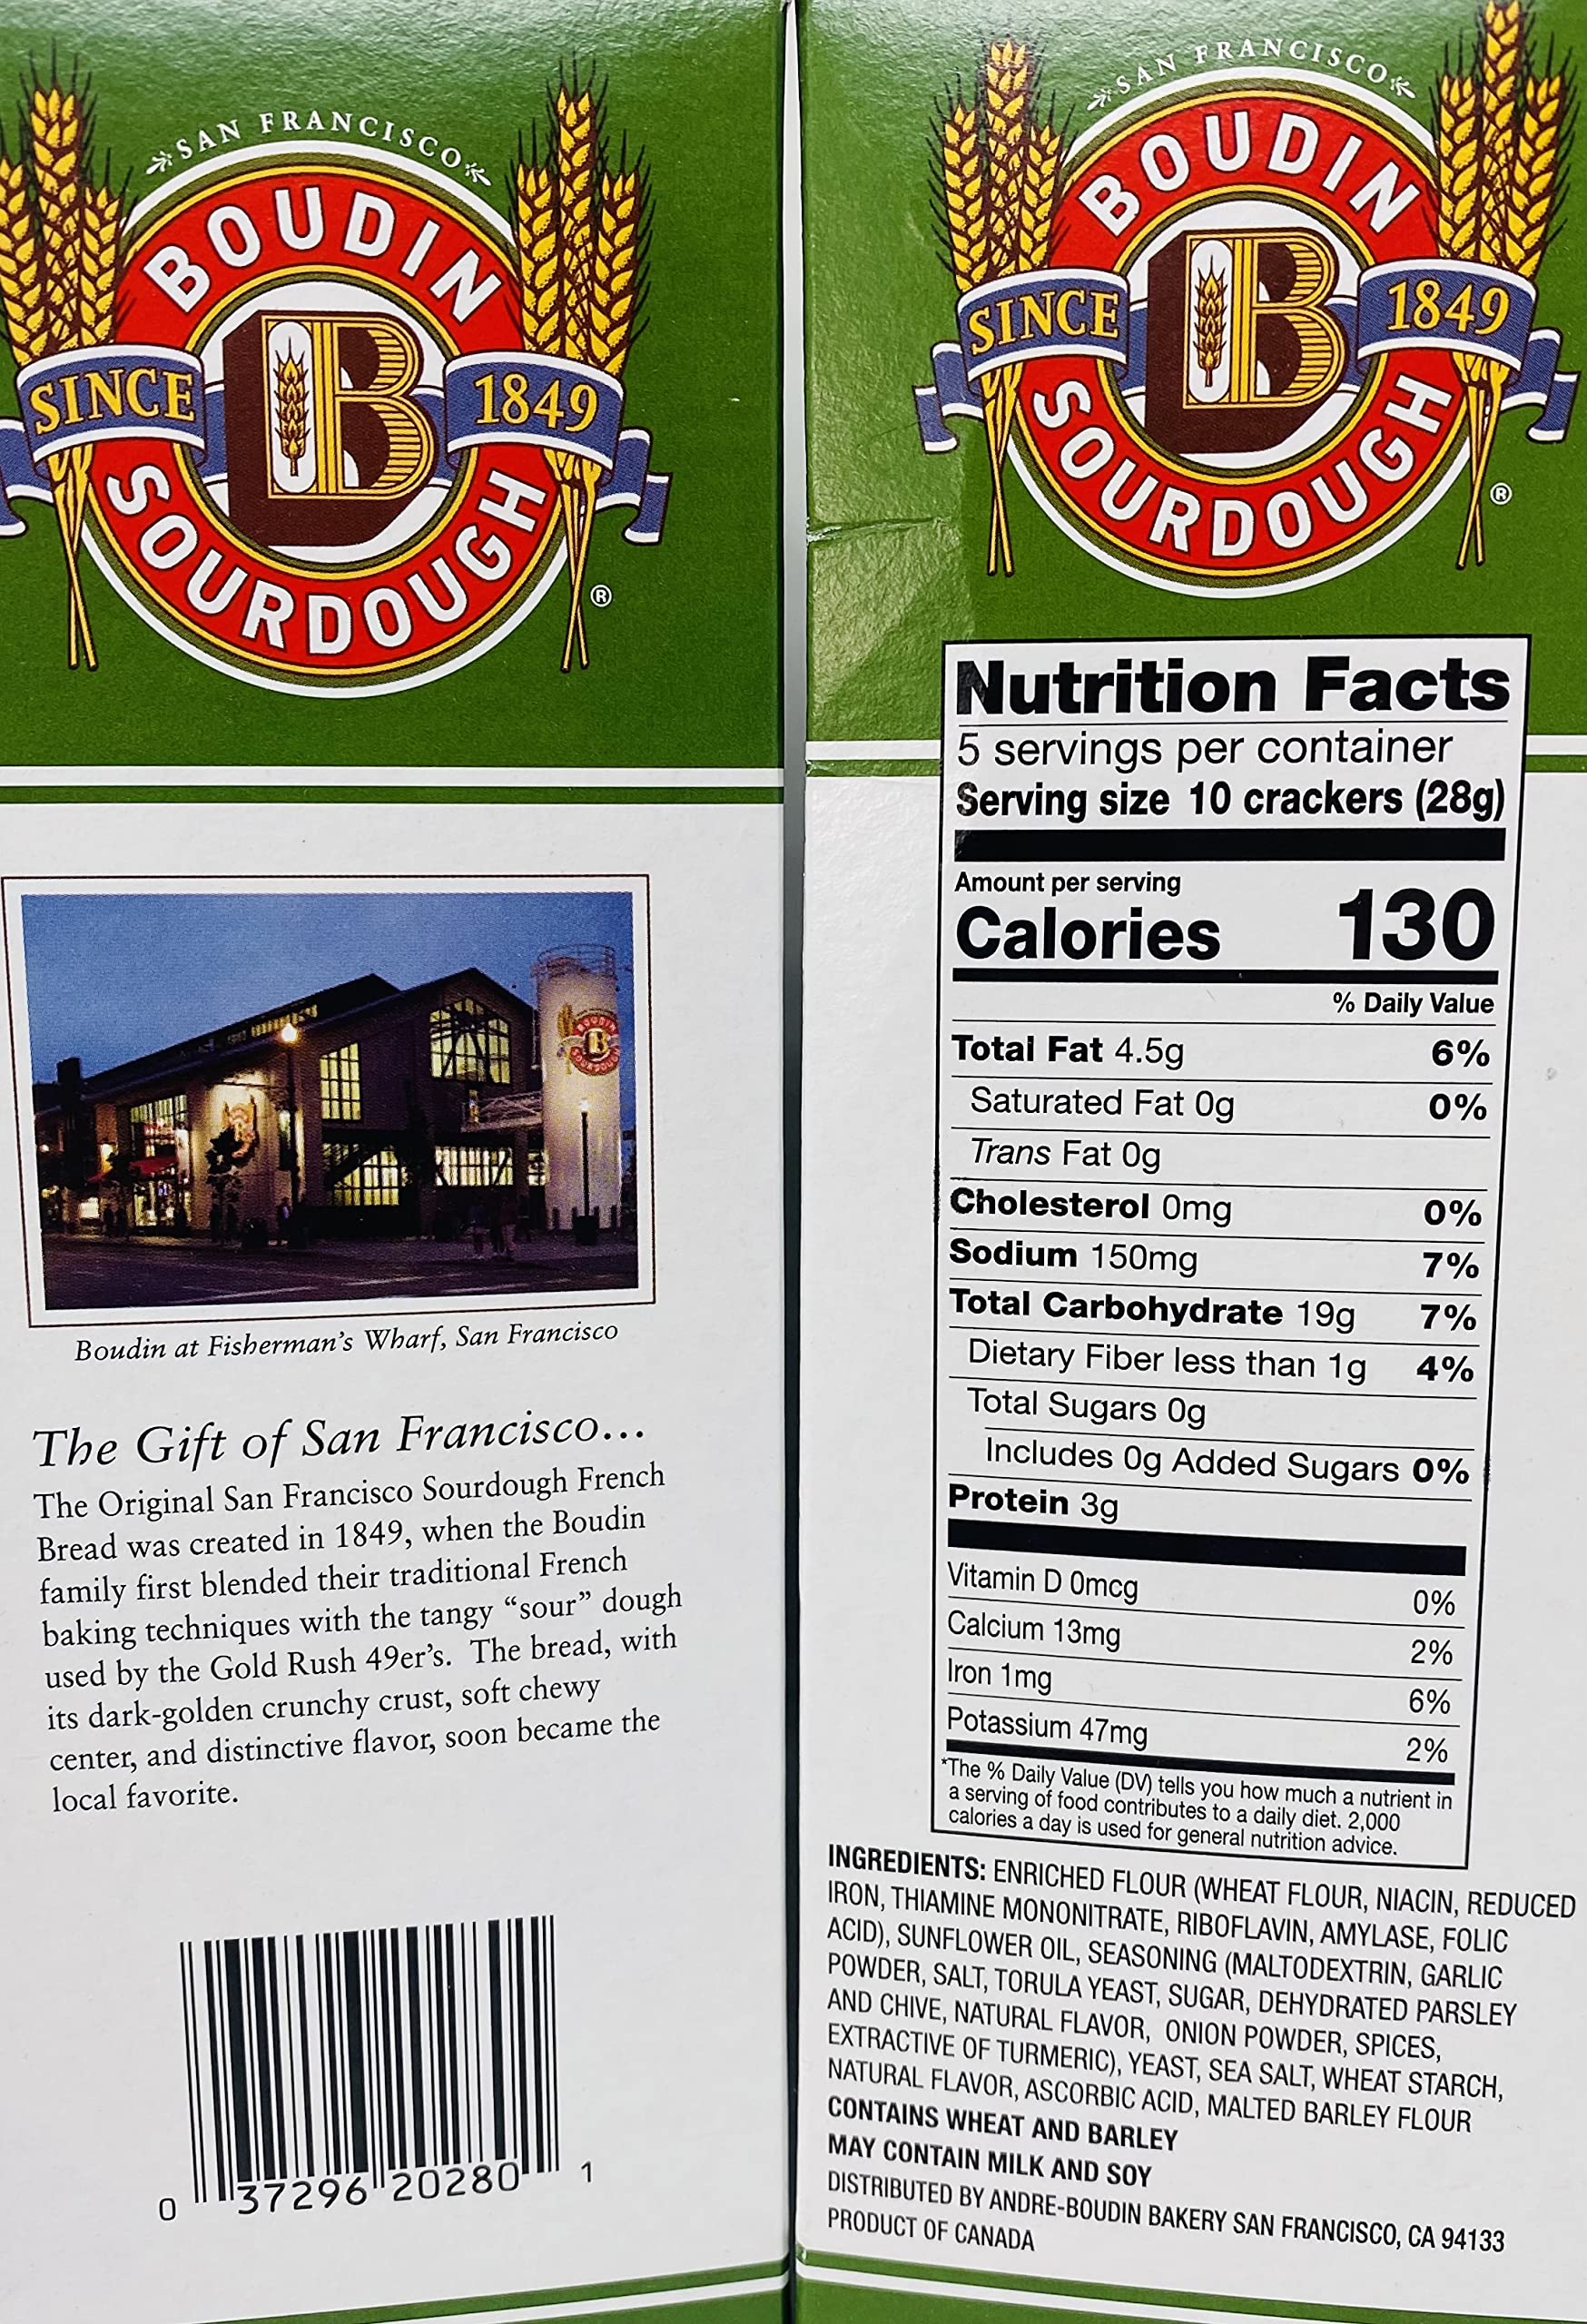 SAN FRANCISCO
BOUDIN
SINCE 1849
B
SOURDOUGH
®
BOUDIN
B
SOURDOUGH
Boudin at Fisherman's Wharf, San Francisco
The Gift of San Francisco...
The Original San Francisco Sourdough French
Bread was created in 1849, when the Boudin
family first blended their traditional French
baking techniques with the tangy “sour” dough
used by the Gold Rush 49er's. The bread, with
its dark-golden crunchy crust, soft chewy
center, and distinctive flavor, soon became the
local favorite.
0 37296 20280 1
SAN FRANCISCO
BOUDIN
SINCE 1849
B
SOURDOUGH
®
Nutrition Facts
5 servings per container
Serving size 10 crackers (28g)
Amount per serving
Calories 130
% Daily Value
Total Fat 4.5g 6%
Saturated Fat 0g 0%
Trans Fat 0g
Cholesterol 0mg 0%
Sodium 150mg 7%
Total Carbohydrate 19g 7%
Dietary Fiber less than 1g 4%
Total Sugars 0g
Includes 0g Added Sugars 0%
Protein 3g
Vitamin D 0mcg 0%
Calcium 13mg 2%
Iron 1mg 6%
Potassium 47mg 2%
*The % Daily Value (DV) tells you how much a nutrient in
a serving of food contributes to a daily diet. 2,000
calories a day is used for general nutrition advice.
INGREDIENTS: ENRICHED FLOUR (WHEAT FLOUR, NIACIN, REDUCED
IRON, THIAMINE MONONITRATE, RIBOFLAVIN, AMYLASE, FOLIC
ACID), SUNFLOWER OIL, SEASONING (MALTODEXTRIN, GARLIC
POWDER, SALT, TORULA YEAST, SUGAR, DEHYDRATED PARSLEY
AND CHIVE, NATURAL FLAVOR, ONION POWDER, SPICES,
EXTRACTIVE OF TURMERIC), YEAST, SEA SALT, WHEAT STARCH,
NATURAL FLAVOR, ASCORBIC ACID, MALTED BARLEY FLOUR
CONTAINS WHEAT AND BARLEY
MAY CONTAIN MILK AND SOY
DISTRIBUTED BY ANDRE-BOUDIN BAKERY SAN FRANCISCO, CA 94133
PRODUCT OF CANADA